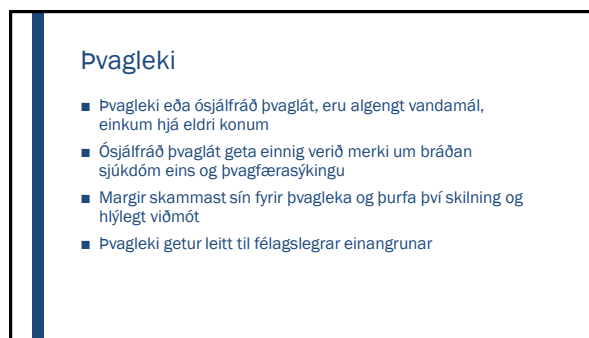 Þvagleki
■ Þvagleki eða ósjálfráð þvaglát, eru algengt vandamál,
einkum hjá eldri konum
■ Ósjálfráð þvaglát geta einnig verið merki um bráðan
sjúkdóm eins og þvagfærasýkingu
■ Margir skammast sín fyrir þvagleka og þurfa því skilning og
hlýlegt viðmót
■ Þvagleki getur leitt til félagslegrar einangrunar